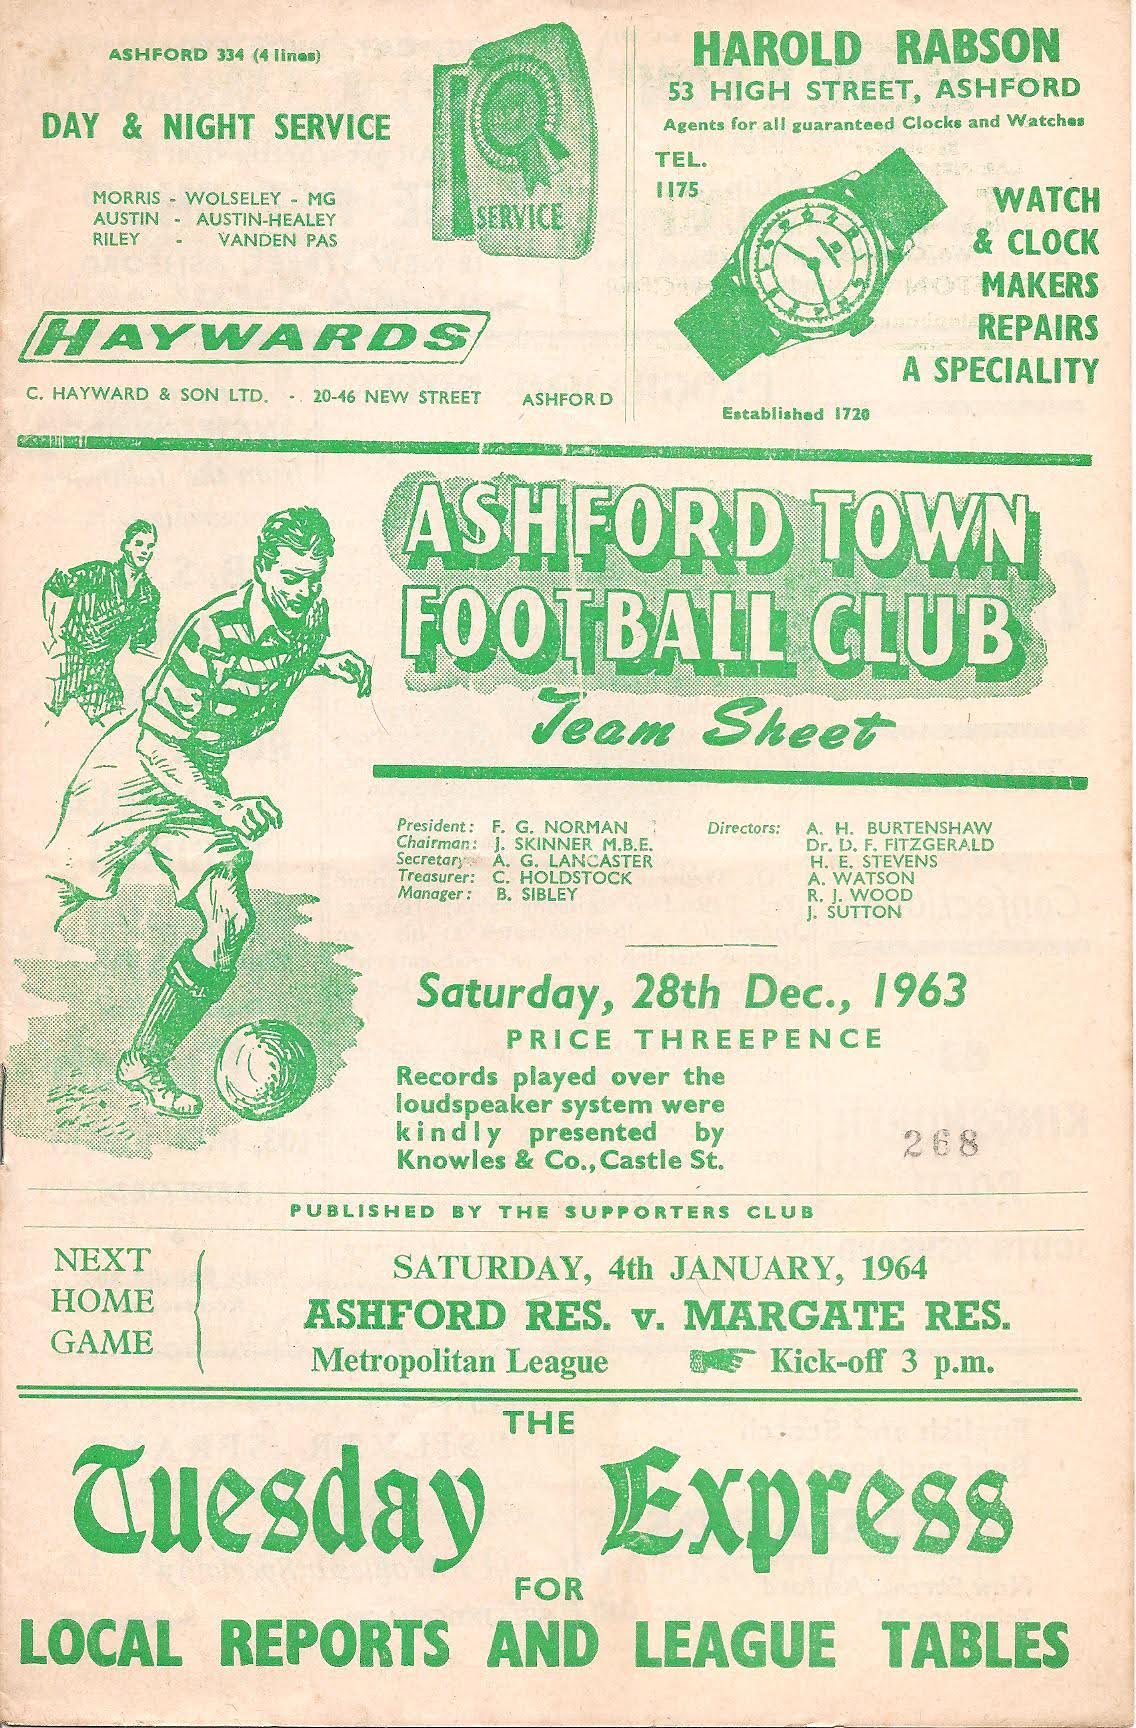 ASHFORD 334 (4 lines)
DAY & NIGHT SERVICE
MORRIS - WOLSELEY - MG
AUSTIN - AUSTIN-HEALEY
RILEY - VANDEN PAS
SERVICE
HAYWARDS
C. HAYWARD & SON LTD. - 20-46 NEW STREET ASHFORD
HAROLD RABSON
53 HIGH STREET, ASHFORD
Agents for all guaranteed Clocks and Watches
TEL.
1175
WATCH
& CLOCK
MAKERS
REPAIRS
A SPECIALITY
Established 1720
ASHFORD TOWN
FOOTBALL CLUB
Team Sheet
President: F. G. NORMAN
Chairman: J. SKINNER M.B.E.
Secretary A. G. LANCASTER
Treasurer: C. HOLDSTOCK
Manager: B. SIBLEY
Directors: A. H. BURTENSHAW
Dr. D. F. FITZGERALD
H. E. STEVENS
A. WATSON
R. J. WOOD
J. SUTTON
Saturday, 28th Dec., 1963
PRICE THREEPENCE
Records played over the
loudspeaker system were
kindly presented by
Knowles & Co., Castle St.
268
PUBLISHED BY THE SUPPORTERS CLUB
NEXT
HOME
GAME
SATURDAY, 4th JANUARY, 1964
ASHFORD RES. v. MARGATE RES.
Metropolitan League Kick-off 3 p.m.
THE
Tuesday Express
FOR
LOCAL REPORTS AND LEAGUE TABLES